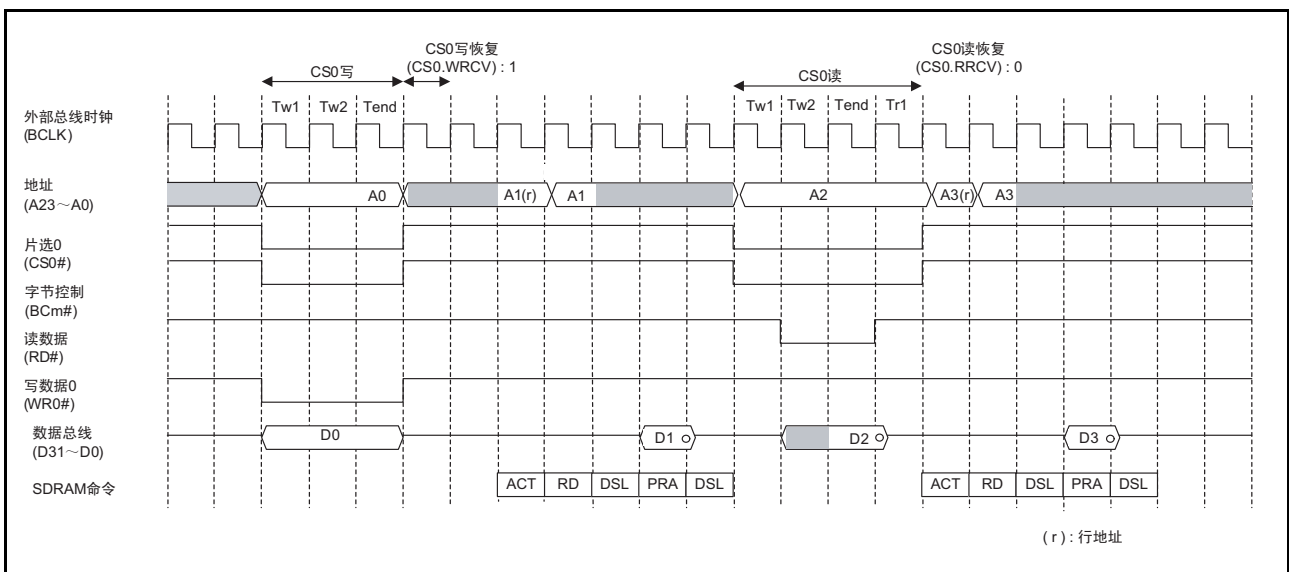 CS0写
CS0写恢复
(CS0.WRCV) : 1
CS0读
CS0读恢复
(CS0.RRCV) : 0
Tw1 Tw2 Tend
Tw1 Tw2 Tend Tr1
外部总线时钟
(BCLK)
地址
(A23～A0)
A0 A1(r) A1 A2 A3(r) A3
片选0
(CS0#)
字节控制
(BCm#)
读数据
(RD#)
写数据0
(WR0#)
数据总线
(D31～D0)
D0 D1 D2 D3
SDRAM命令
ACT RD DSL PRA DSL
ACT RD DSL PRA DSL
( r ) : 行地址